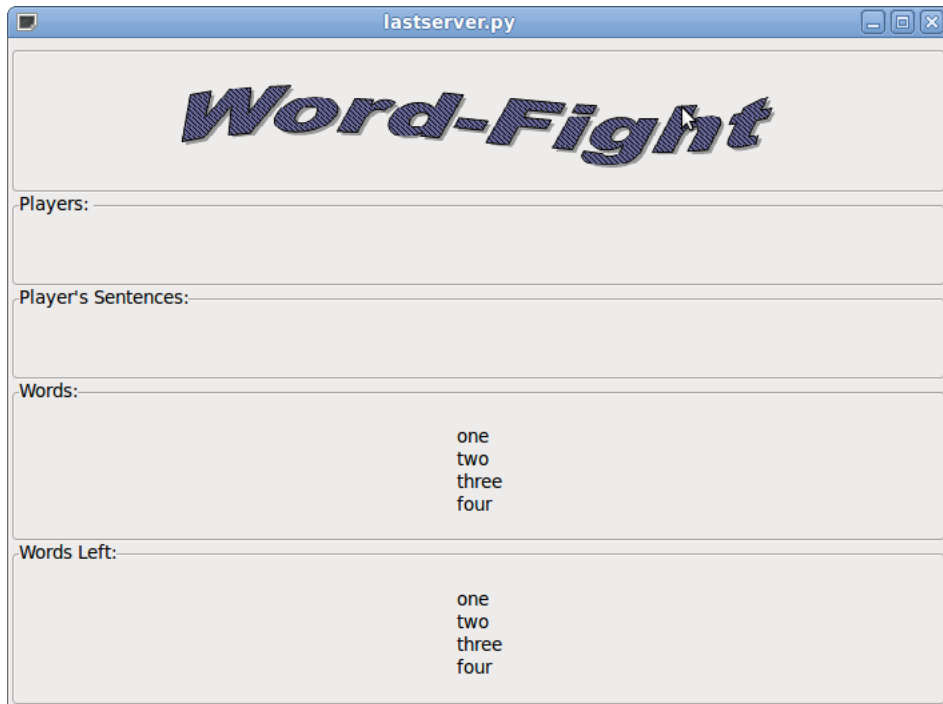 lastserver.py
Word-Fight
Players:
Player's Sentences:
Words:
one
two
three
four
Words Left:
one
two
three
four